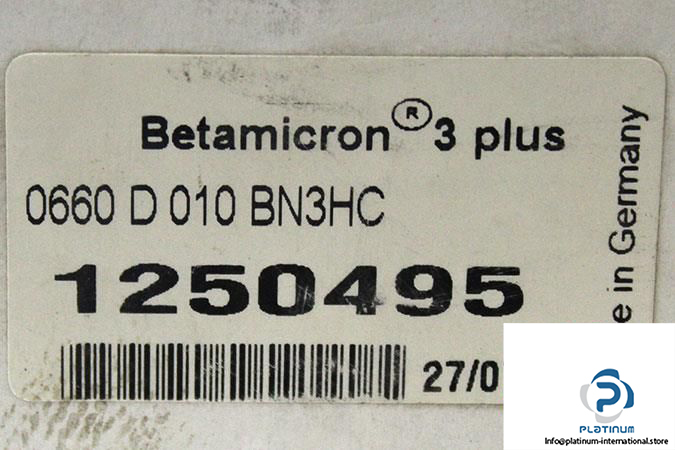 Betamicron® 3 plus
0660 D 010 BN3HC
1250495
27/0
in Germany
PLATINUM
Info@platinum-international.store